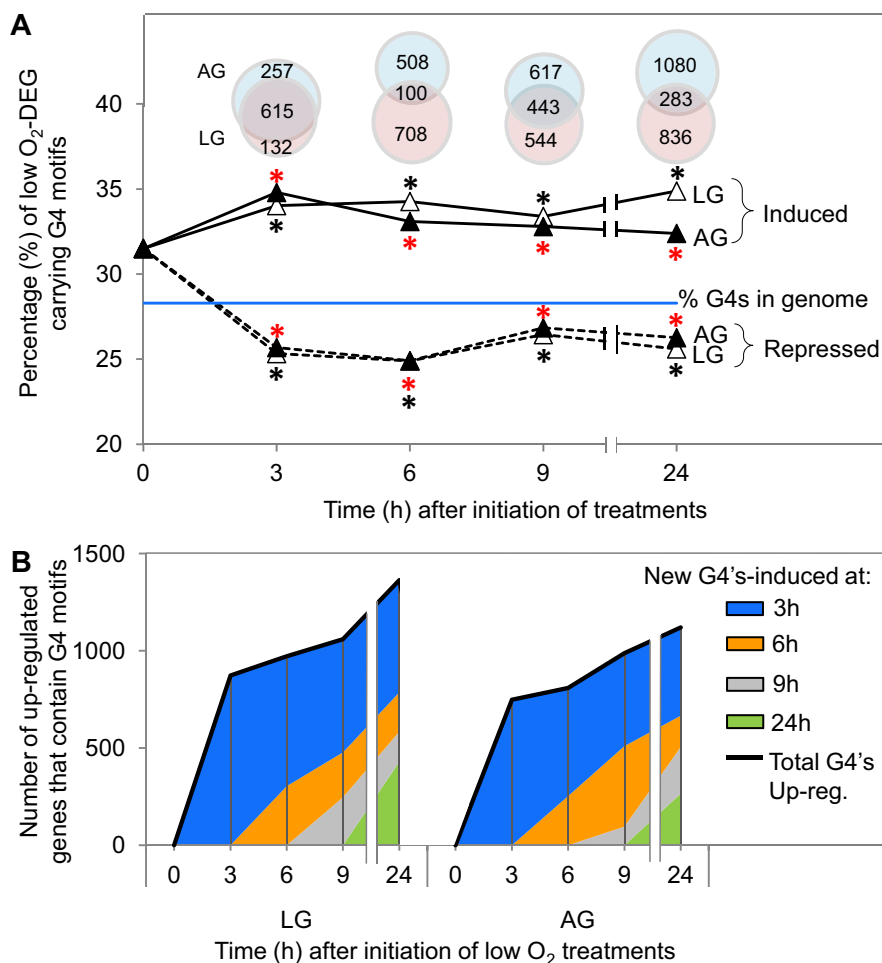 A
Percentage (%) of low O2-DEG
carrying G4 motifs
40
35
30
25
20
AG
LG
257
615
132
508
100
708
617
443
544
1080
283
836
*
*
*
*
*
*
*
*
LG
AG
Induced
% G4s in genome
*
*
*
*
*
*
*
*
AG
LG
Repressed
0
3
6
9
24
Time (h) after initiation of treatments
B
Number of up-regulated
genes that contain G4 motifs
1500
1000
500
0
New G4's-induced at:
3h
6h
9h
24h
Total G4's
Up-reg.
0
3
6
9
24
0
3
6
9
24
LG
AG
Time (h) after initiation of low O2 treatments